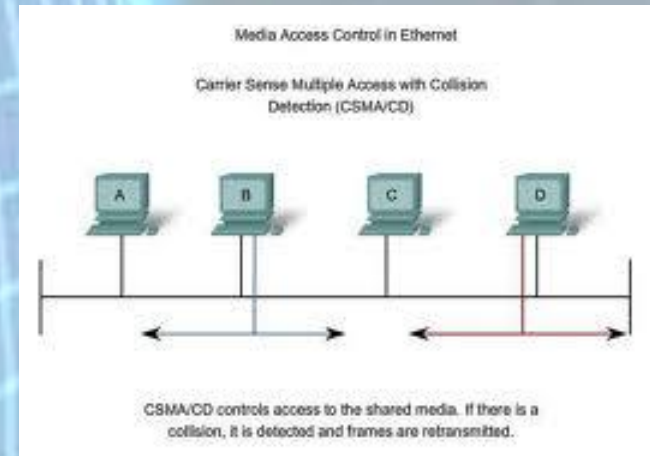 Media Access Control in Ethernet
Carrier Sense Multiple Access with Collision
Detection (CSMA/CD)
A B C D
CSMA/CD controls access to the shared media. If there is a
collision, it is detected and frames are retransmitted.